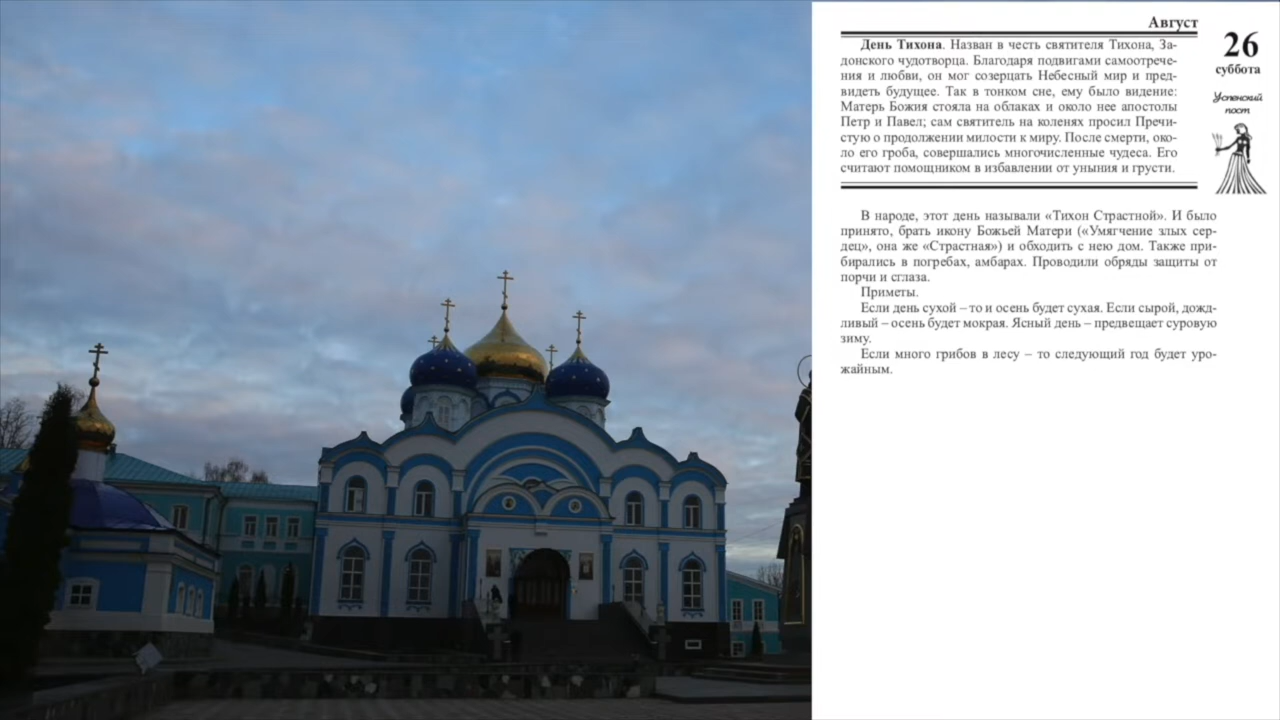 Август
26
суббота
Успенский
пост
День Тихона. Назван в честь святителя Тихона, За-
донского чудотворца. Благодаря подвигами самоотрече-
ния и любви, он мог созерцать Небесный мир и пред-
видеть будущее. Так в тонком сне, ему было видение:
Матерь Божия стояла на облаках и около нее апостолы
Петр и Павел; сам святитель на коленях просил Пречи-
стую о продолжении милости к миру. После смерти, око-
ло его гроба, совершались многочисленные чудеса. Его
считают помощником в избавлении от уныния и грусти.
В народе, этот день называли «Тихон Страстной». И было
принято, брать икону Божьей Матери («Умягчение злых сер-
дец», она же «Страстная») и обходить с нею дом. Также при-
бирались в погребах, амбарах. Проводили обряды защиты от
порчи и сглаза.
Приметы.
Если день сухой – то и осень будет сухая. Если сырой, дожд-
ливый – осень будет мокрая. Ясный день – предвещает суровую
зиму.
Если много грибов в лесу – то следующий год будет уро-
жайным.